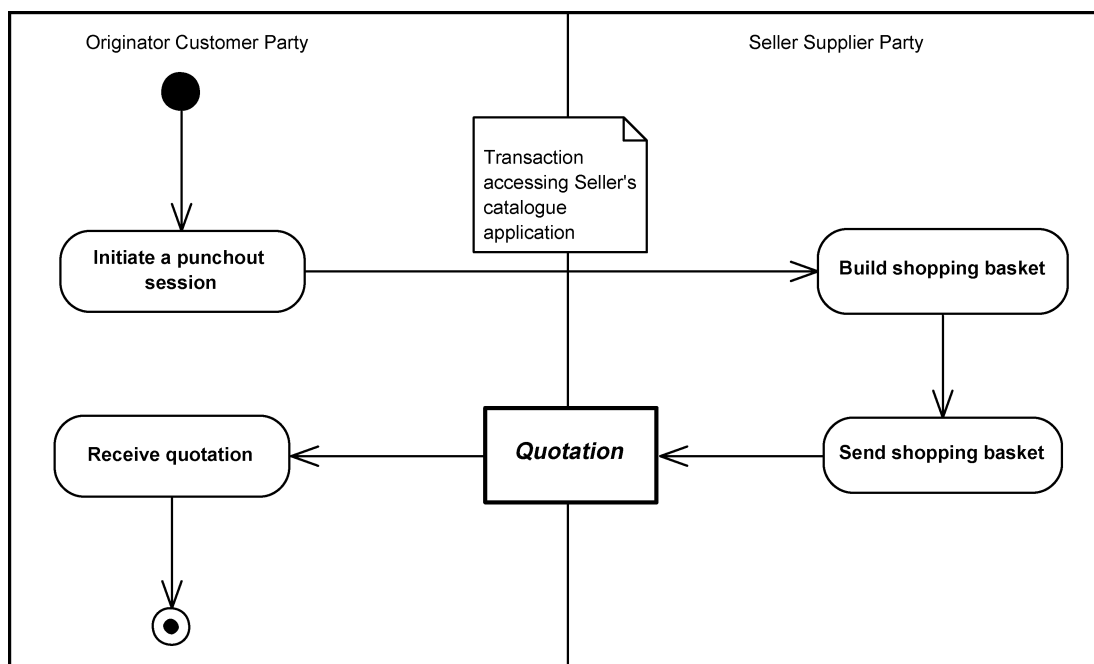 Originator Customer Party
Seller Supplier Party
Transaction
accessing Seller's
catalogue
application
Initiate a punchout
session
Build shopping basket
Receive quotation
Quotation
Send shopping basket